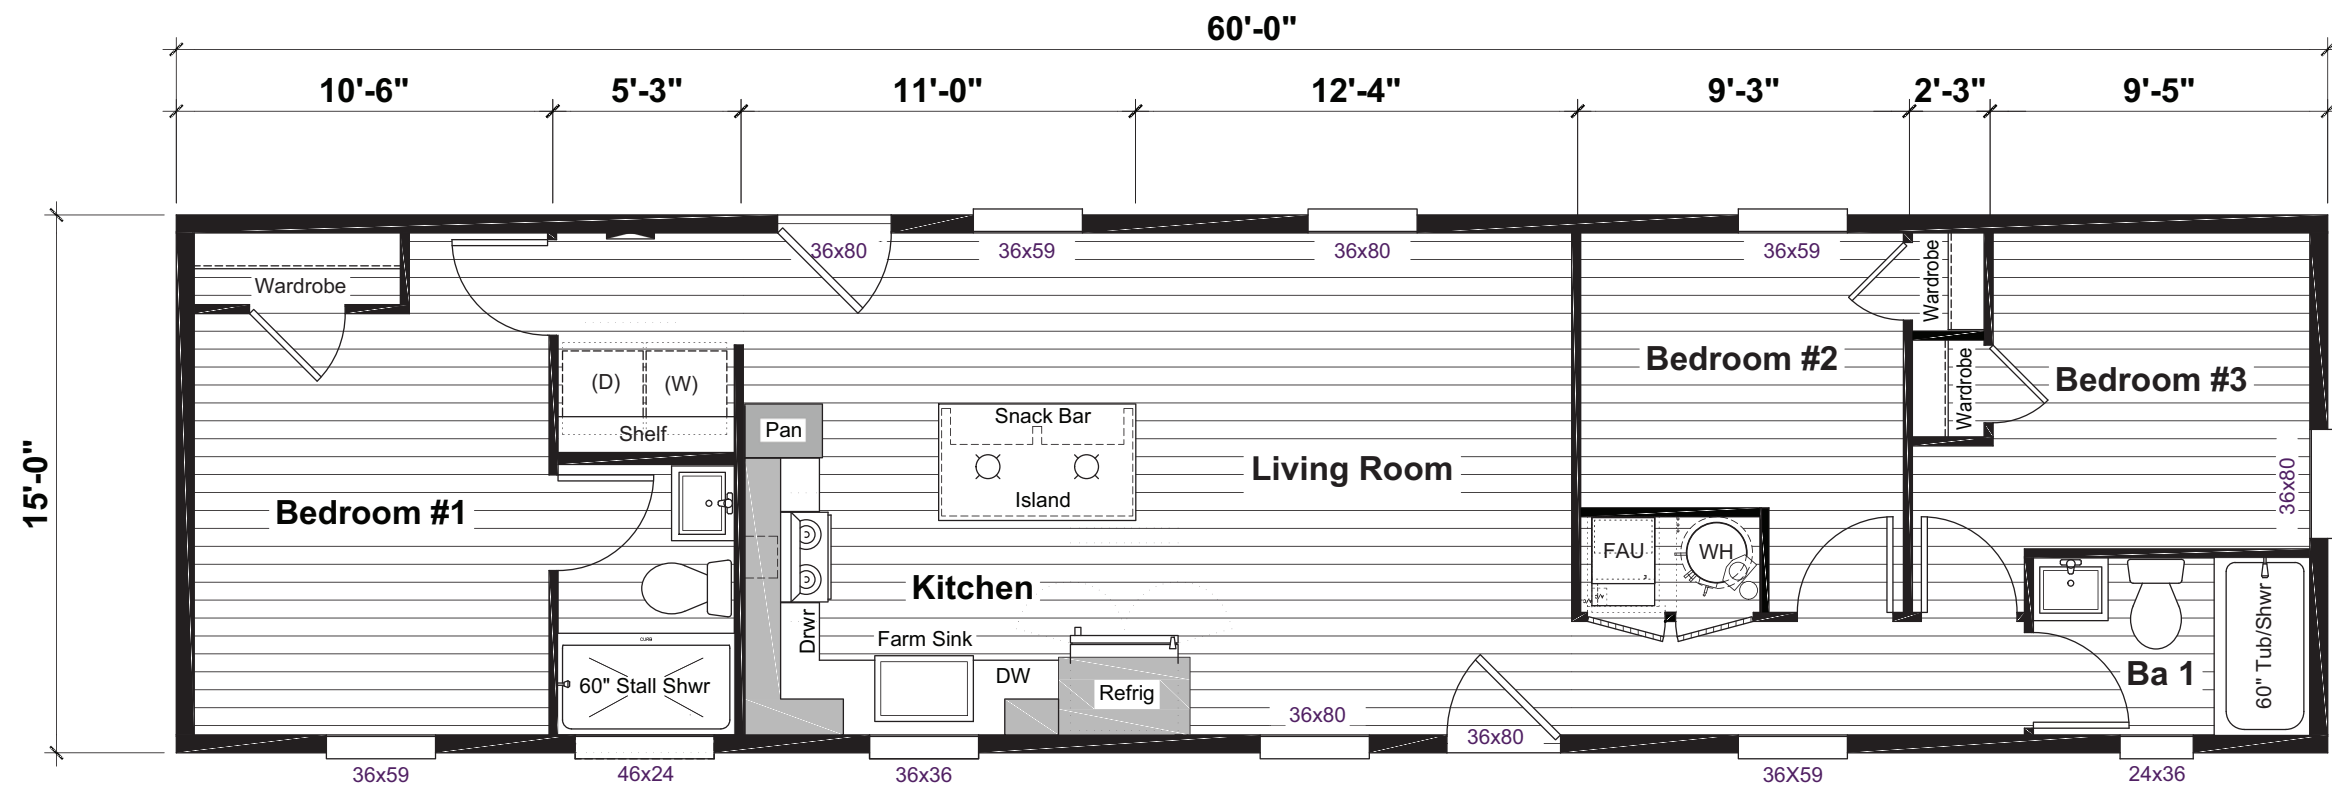 60'-0"
10'-6" 5'-3" 11'-0" 12'-4" 9'-3" 2'-3" 9'-5"
15'-0"
36x80 36x59 36x80 36x59
Wardrobe
Wardrobe
Wardrobe
Bedroom #2
Bedroom #3
(D) (W)
Shelf
Pan
Snack Bar
Island
Living Room
36x80
Bedroom #1
FAU
WH
Kitchen
Drwr
Farm Sink
DW
Refrig
CURB
60" Stall Shwr
60" Tub/Shwr
Ba 1
36x80
36x80
36x59
46x24
36x36
36X59
24x36